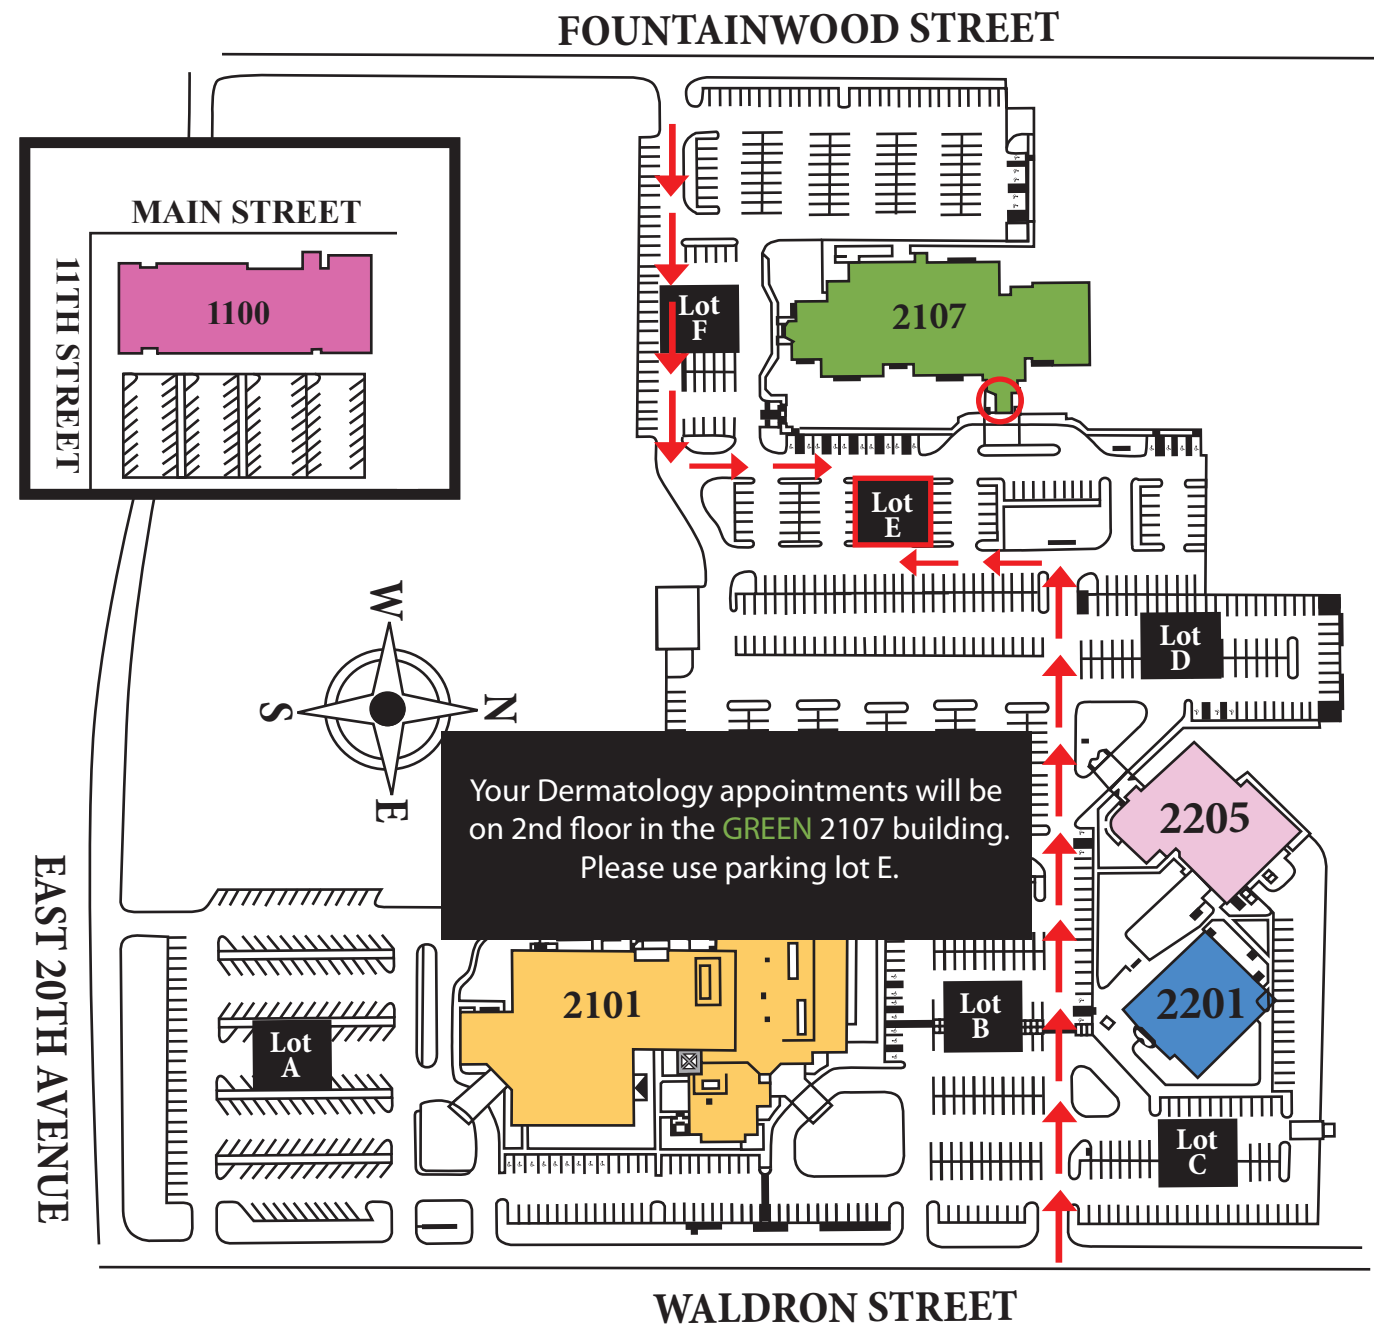 FOUNTAINWOOD STREET
MAIN STREET
11TH STREET
1100
Lot
F
2107
Lot
E
Lot
D
W
N
S
E
Your Dermatology appointments will be
on 2nd floor in the GREEN 2107 building.
Please use parking lot E.
2205
EAST 20TH AVENUE
2101
Lot
B
2201
Lot
A
Lot
C
WALDRON STREET